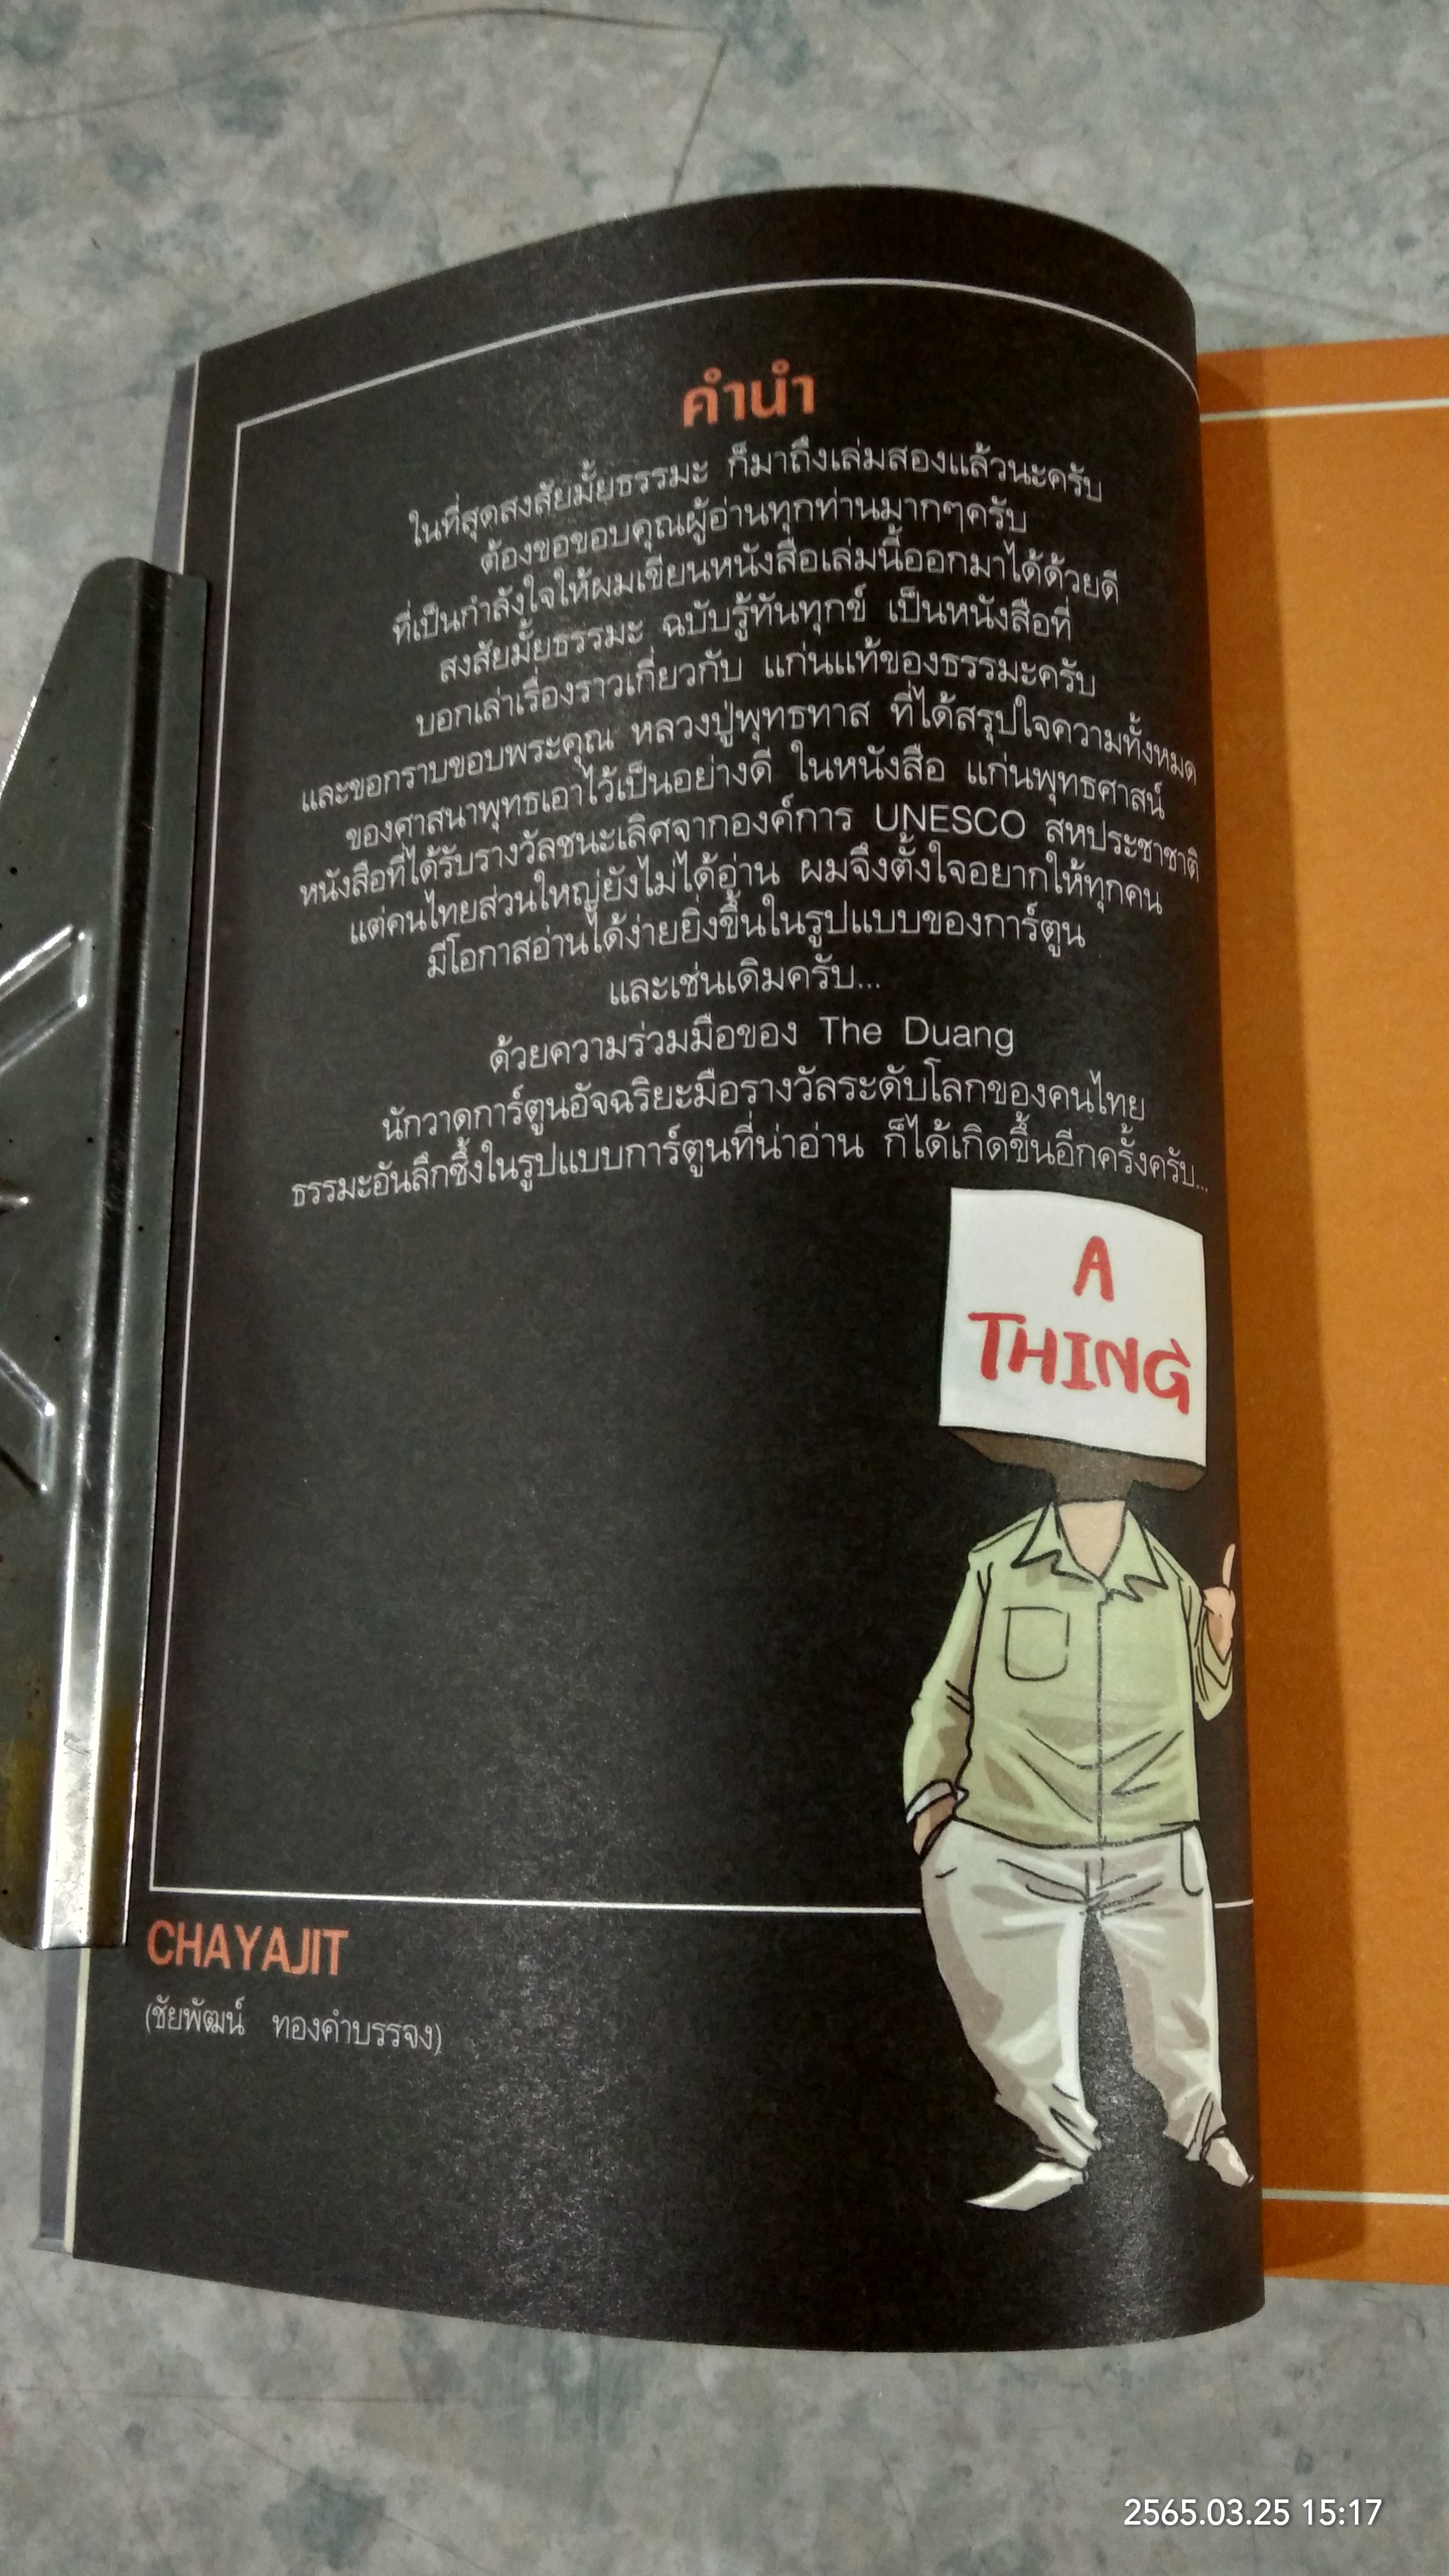 คำนำ
ในที่สุดสงสัยมั้ยธรรมะ ก็มาถึงเล่มสองแล้วนะครับ
ต้องขอขอบคุณผู้อ่านทุกท่านมากๆครับ
ที่เป็นกำลังใจให้ผมเขียนหนังสือเล่มนี้ออกมาได้ด้วยดี
สงสัยมั้ยธรรมะ ฉบับรู้ทันทุกข์ เป็นหนังสือที่
บอกเล่าเรื่องราวเกี่ยวกับ แก่นแท้ของธรรมะครับ
และขอกราบขอบพระคุณ หลวงปู่พุทธทาส ที่ได้สรุปใจความทั้งหมด
ของศาสนาพุทธเอาไว้เป็นอย่างดี ในหนังสือ แก่นพุทธศาสน์
หนังสือที่ได้รับรางวัลชนะเลิศจากองค์การ UNESCO สหประชาชาติ
แต่คนไทยส่วนใหญ่ยังไม่ได้อ่าน ผมจึงตั้งใจอยากให้ทุกคน
มีโอกาสอ่านได้ง่ายยิ่งขึ้นในรูปแบบของการ์ตูน
และเช่นเดิมครับ...
ด้วยความร่วมมือของ The Duang
นักวาดการ์ตูนอัจฉริยะมือรางวัลระดับโลกของคนไทย
ธรรมะอันลึกซึ้งในรูปแบบการ์ตูนที่น่าอ่าน ก็ได้เกิดขึ้นอีกครั้งครับ...
A
THING
CHAYAJIT
(ชัยพัฒน์ ทองคำบรรจง)
2565.03.25 15:17